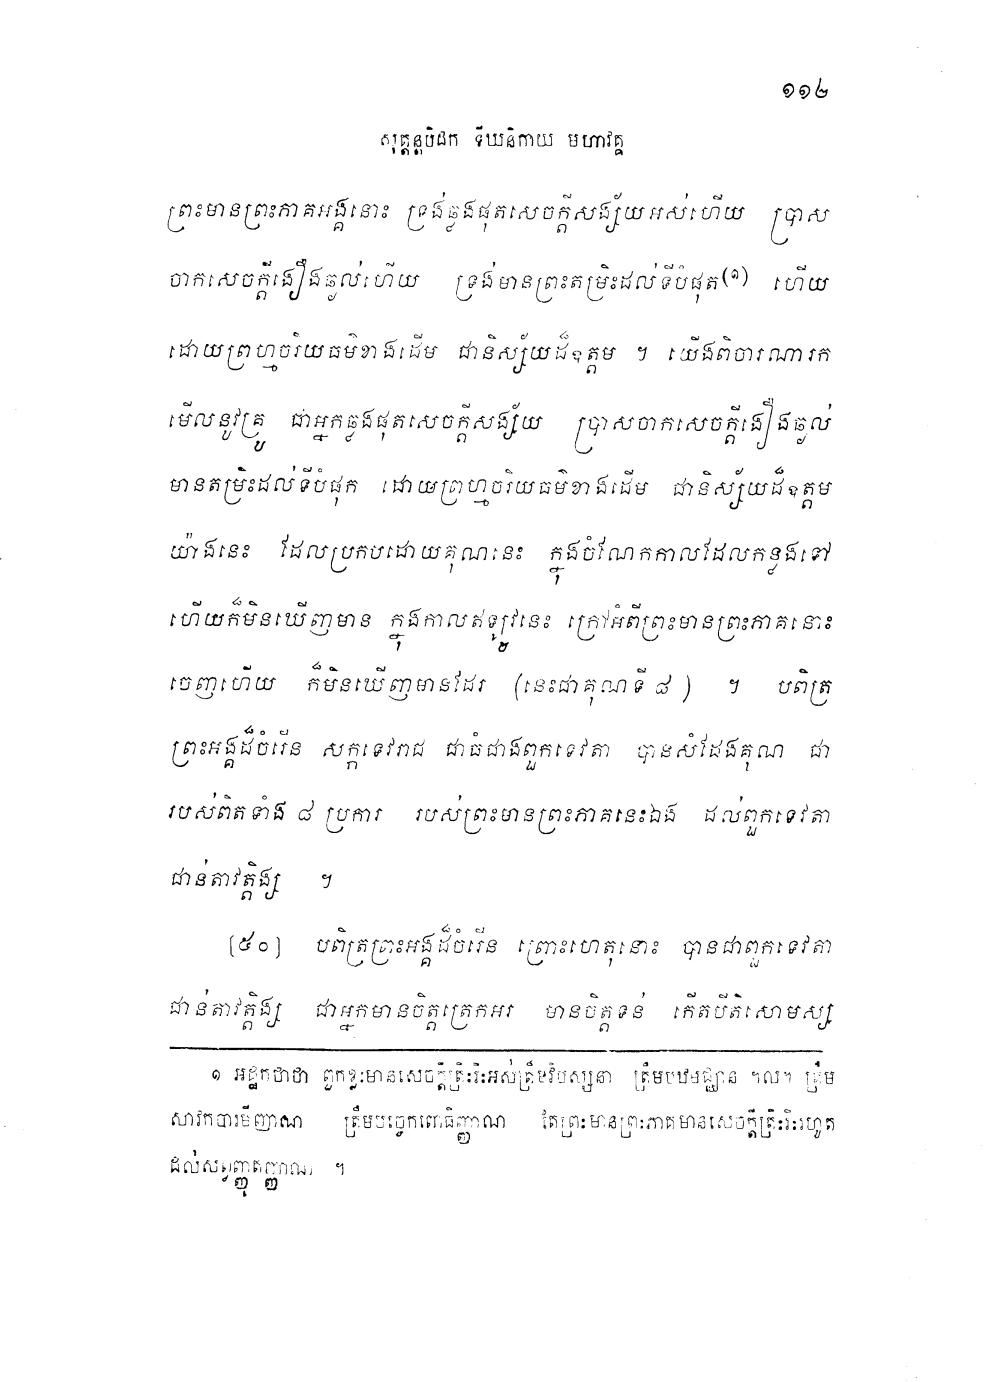 ១១២
សុត្តន្តបិដក ទីឃនិកាយ មហាវគ្គ
ព្រះមានព្រះភាគអង្គនោះ ទ្រង់ឆ្លងផុតសេចក្តីសង្ស័យអស់ហើយ ប្រាស
ចាកសេចក្តីងឿងឆ្ងល់ហើយ ទ្រង់មានព្រះតម្រិះដល់ទីបំផុត(១) ហើយ
ដោយព្រហ្មចរិយធម៌ខាងដើម ជានិស្ស័យដ៏ឧត្តម ។ យើងពិចារណារក
មើលនូវគ្រូ ជាអ្នកឆ្លងផុតសេចក្តីសង្ស័យ ប្រាសចាកសេចក្តីងឿងឆ្ងល់
មានតម្រិះដល់ទីបំផុក ដោយព្រហ្មចរិយធម៌ខាងដើម ជានិស្ស័យដ៏ឧត្តម
យ៉ាងនេះ ដែលប្រកបដោយគុណនេះ ក្នុងចំណែកកាលដែលកន្លងទៅ
ហើយក៏មិនឃើញមាន ក្នុងកាលឥឡូវនេះ ក្រៅអំពីព្រះមានព្រះភាគនោះ
ចេញហើយ ក៏មិនឃើញមានដែរ (នេះជាគុណទី ៨ ) ។ បពិត្រ
ព្រះអង្គដ៏ចំរើន សក្កទេវរាជ ជាធំជាងពួកទេវតា បានសំដែងគុណ ជា
របស់ពិតទាំង ៨ ប្រការ របស់ព្រះមានព្រះភាគនេះឯង ដល់ពួកទេវតា
ជាន់តាវត្តិង្ស ។
(៥០) បពិត្រព្រះអង្គដ៏ចំរើន ព្រោះហេតុនោះ បានជាពួកទេវតា
ជាន់តាវត្តិង្ស ជាអ្នកមានចិត្តត្រេកអរ មានចិត្តទន់ កើតបីតិសោមស្ស
១ អដ្ឋកថាថា ពួកខ្លះមានសេចក្តីត្រិះរិះអស់ត្រឹមវិបស្សនា ត្រឹមបឋមជ្ឈាន ។ល។ ត្រឹម
សាវកបារមីញាណ ត្រឹមបច្ចេកពោធិញ្ញាណ តែព្រះមានព្រះភាគមានសេចក្តីត្រិះរិះរហូត
ដល់សព្វញ្ញុតញ្ញាណ ។